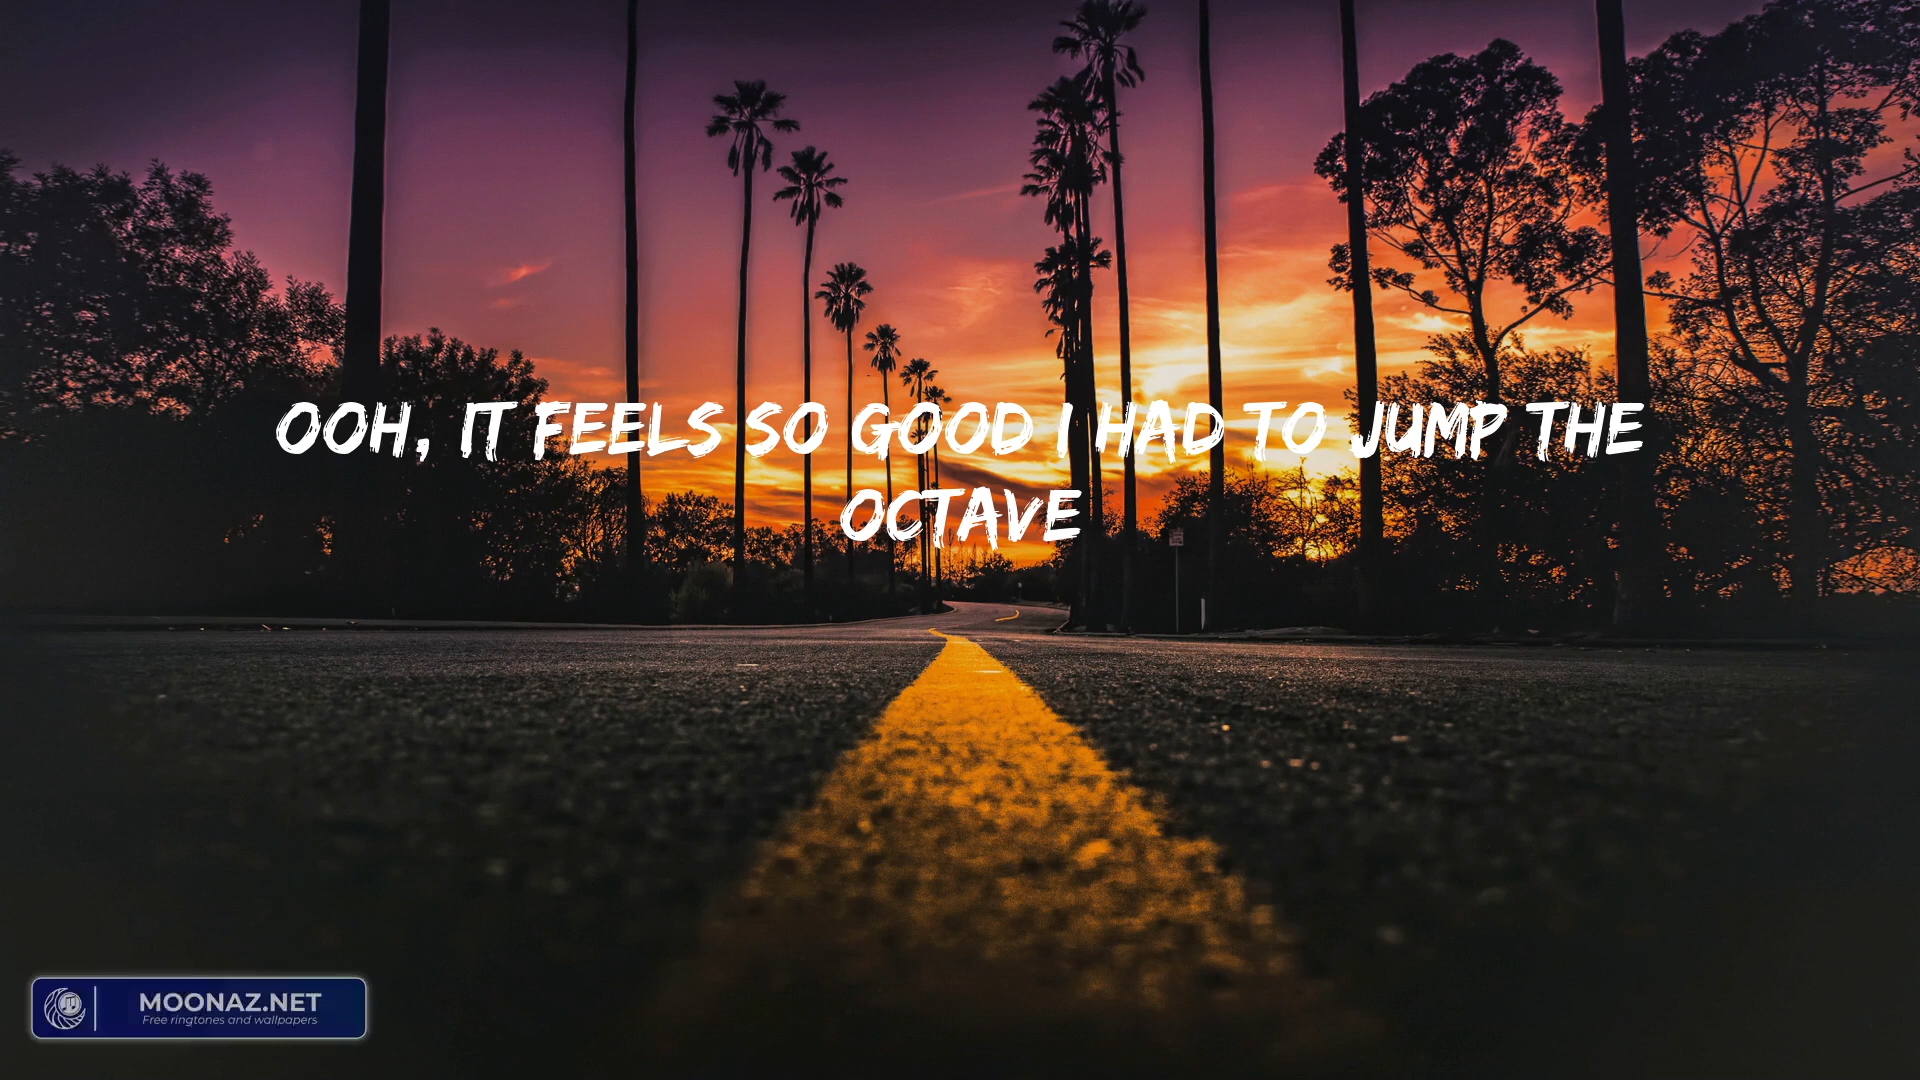 OOH, IT FEELS SO GOOD I HAD TO JUMP THE
OCTAVE
MOONAZ.NET
Free ringtones and wallpapers